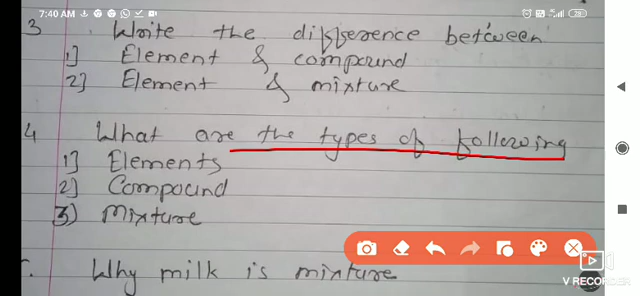 7:40 AM
3 Write the difference between
1] Element & compound
2] Element & mixture
4 What are the types of following
1] Elements
2] Compound
3] Mixture
Why milk is mixture
V RECORDER